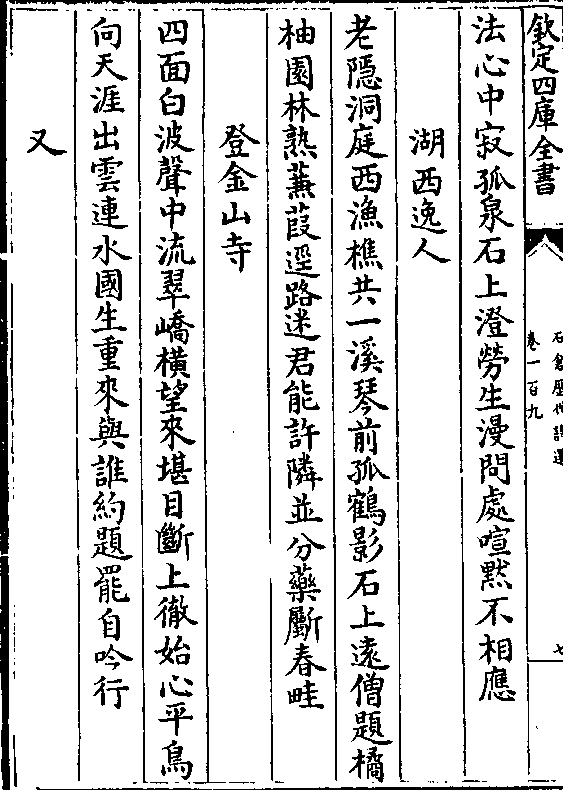 欽定四庫全書
石倉歷代詩選
卷一百九
七
法心中寂孤泉石上澄勞生漫問處喧黙不相應
湖西逸人
老隱洞庭西漁樵共一溪琴前孤鶴影石上逺僧題橘
柚園林熟蒹葭逕路迷君能許隣並分藥斸春畦
登金山寺
四面白波聲中流翠嶠橫望來堪目斷上徹始心平鳥
向天涯出雲連水國生重來與誰約題罷自吟行
又